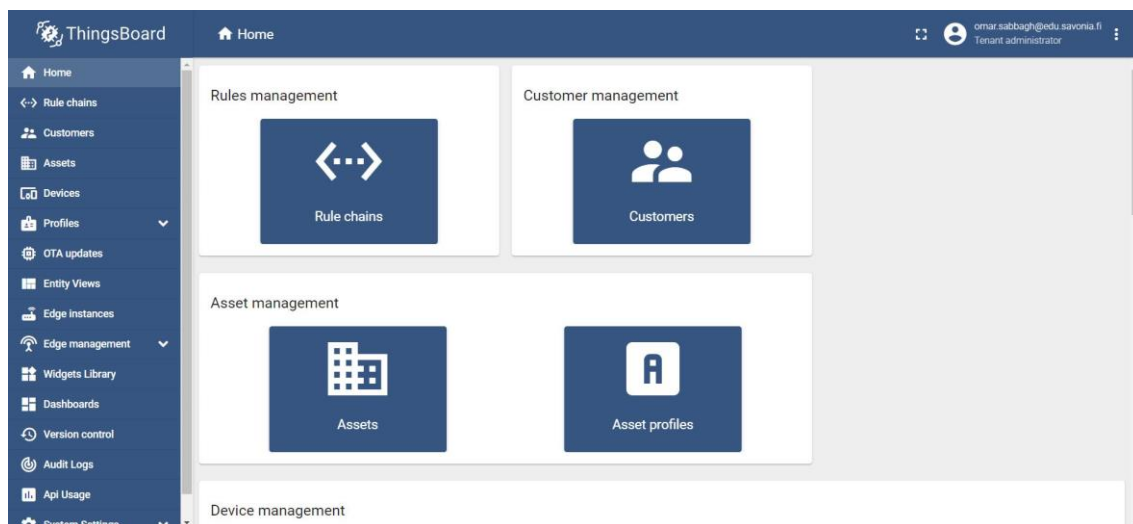 ThingsBoard
Home
omar.sabbagh@edu.savonia.fi
Tenant administrator
Home
Rule chains
Customers
Assets
Devices
Profiles
OTA updates
Entity Views
Edge instances
Edge management
Widgets Library
Dashboards
Version control
Audit Logs
Api Usage
System Settings
Rules management
Customer management
Rule chains
Customers
Asset management
Assets
A
Asset profiles
Device management